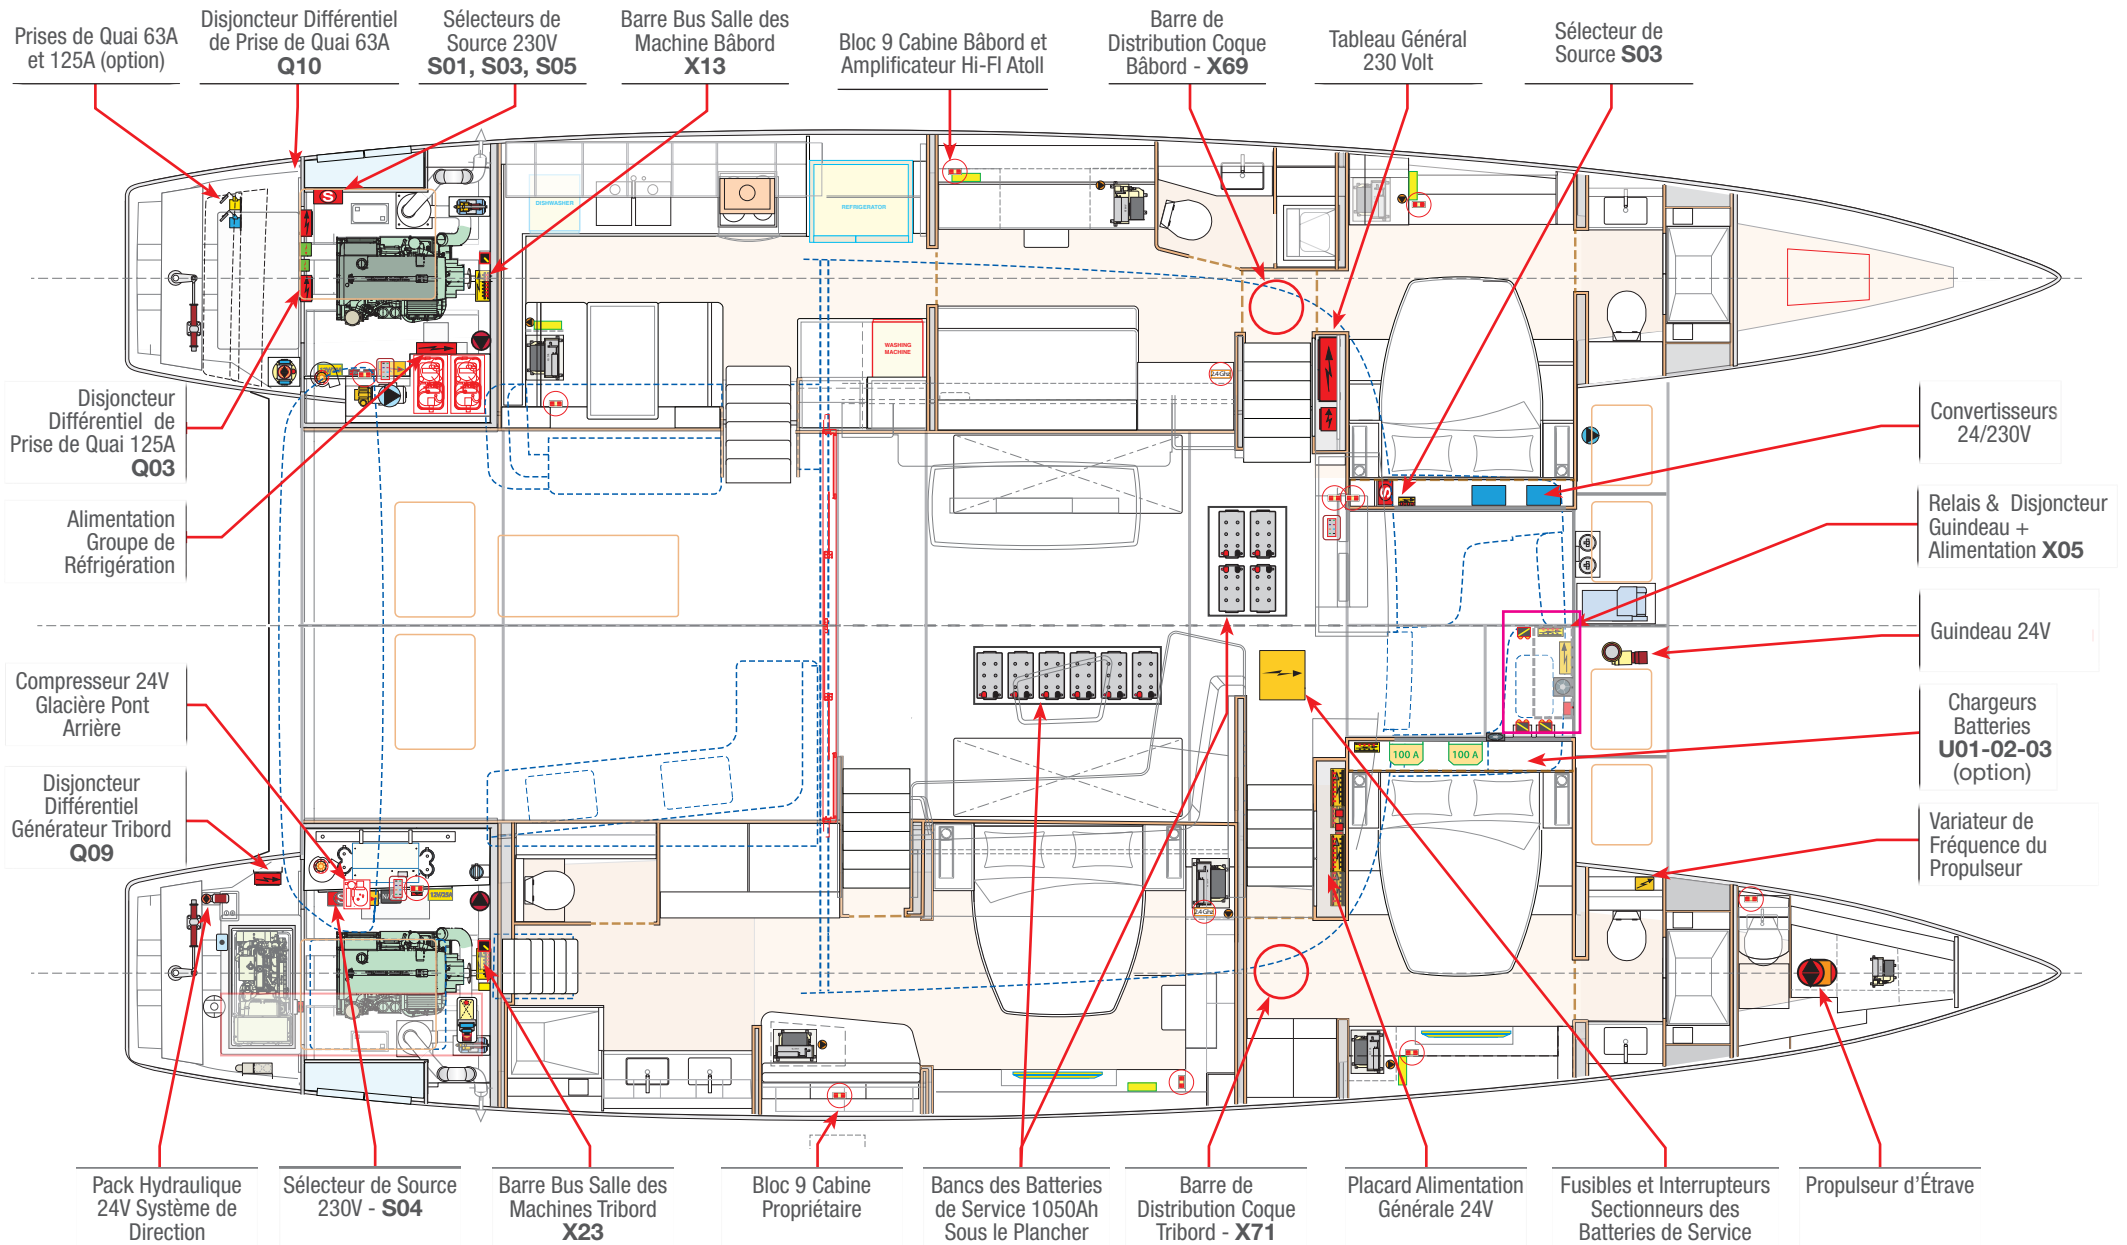 Prises de Quai 63A
et 125A (option)
Disjoncteur Différentiel
de Prise de Quai 63A
Q10
Sélecteurs de
Source 230V
S01, S03, S05
Barre Bus Salle des
Machine Bâbord
X13
Bloc 9 Cabine Bâbord et
Amplificateur Hi-FI Atoll
Barre de
Distribution Coque
Bâbord - X69
Tableau Général
230 Volt
Sélecteur de
Source S03
S
DISHWASHER
REFRIGERATOR
WASHING
MACHINE
2,4 Ghz
Disjoncteur
Différentiel de
Prise de Quai 125A
Q03
Alimentation
Groupe de
Réfrigération
Compresseur 24V
Glacière Pont
Arrière
Disjoncteur
Différentiel
Générateur Tribord
Q09
S
Convertisseurs
24/230V
Relais & Disjoncteur
Guindeau +
Alimentation X05
Guindeau 24V
Chargeurs
Batteries
U01-02-03
(option)
Variateur de
Fréquence du
Propulseur
100 A
100 A
S
12V/25A
2,4 Ghz
Pack Hydraulique
24V Système de
Direction
Sélecteur de Source
230V - S04
Barre Bus Salle des
Machines Tribord
X23
Bloc 9 Cabine
Propriétaire
Bancs des Batteries
de Service 1050Ah
Sous le Plancher
Barre de
Distribution Coque
Tribord - X71
Placard Alimentation
Générale 24V
Fusibles et Interrupteurs
Sectionneurs des
Batteries de Service
Propulseur d'Étrave